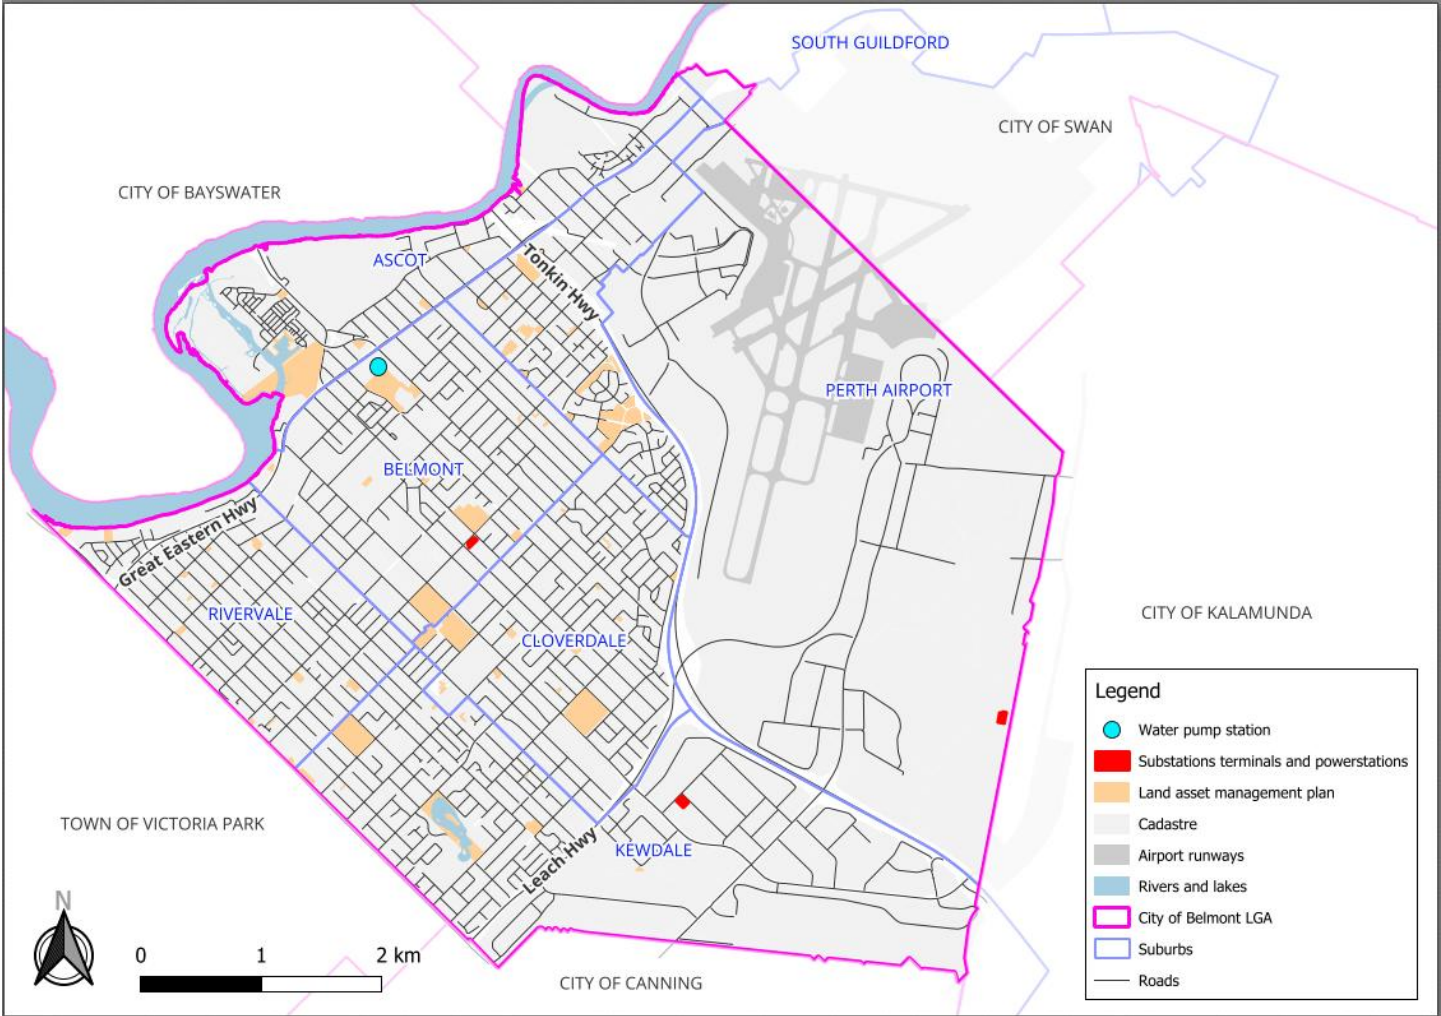 SOUTH GUILDFORD
CITY OF SWAN
CITY OF BAYSWATER
ASCOT
Tonkin Hwy
PERTH AIRPORT
BELMONT
Great Eastern Hwy
RIVERVALE
CLOVERDALE
CITY OF KALAMUNDA
TOWN OF VICTORIA PARK
KEWDALE
Leach Hwy
CITY OF CANNING
N
0 1 2 km
Legend
Water pump station
Substations terminals and powerstations
Land asset management plan
Cadastre
Airport runways
Rivers and lakes
City of Belmont LGA
Suburbs
Roads